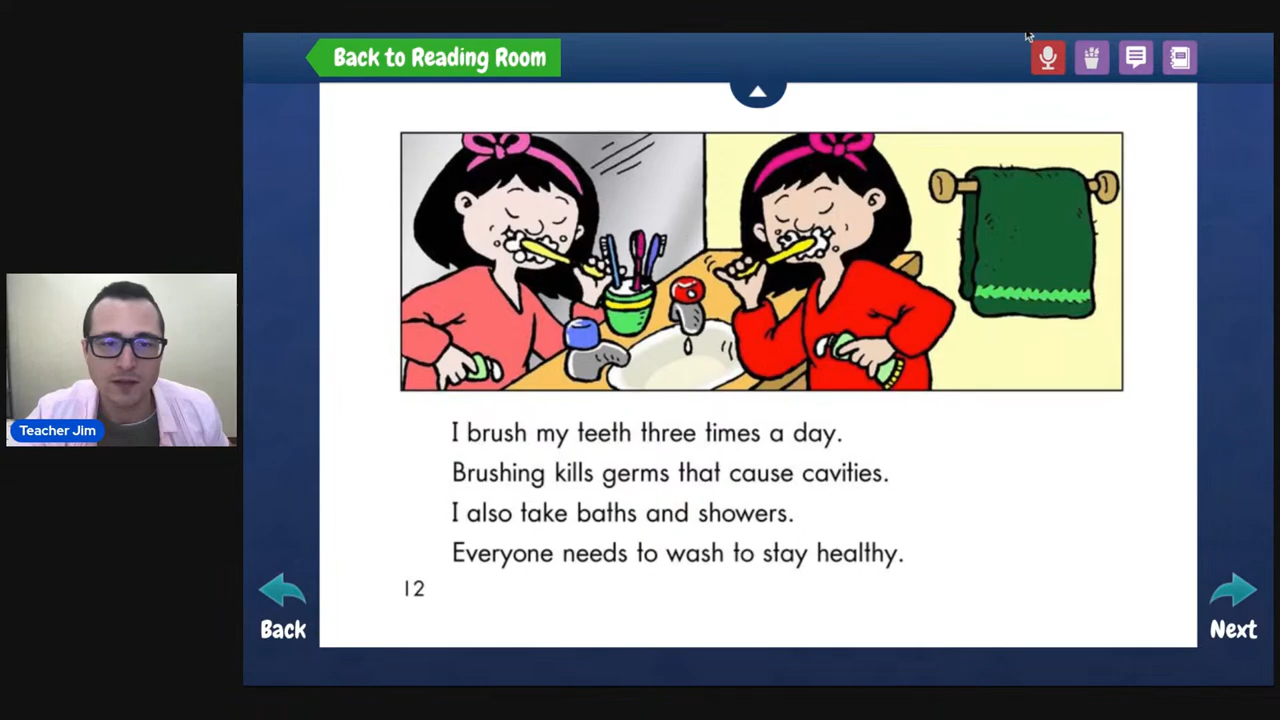 Back to Reading Room
I brush my teeth three times a day.
Brushing kills germs that cause cavities.
I also take baths and showers.
Everyone needs to wash to stay healthy.
12
Back
Next
Teacher Jim